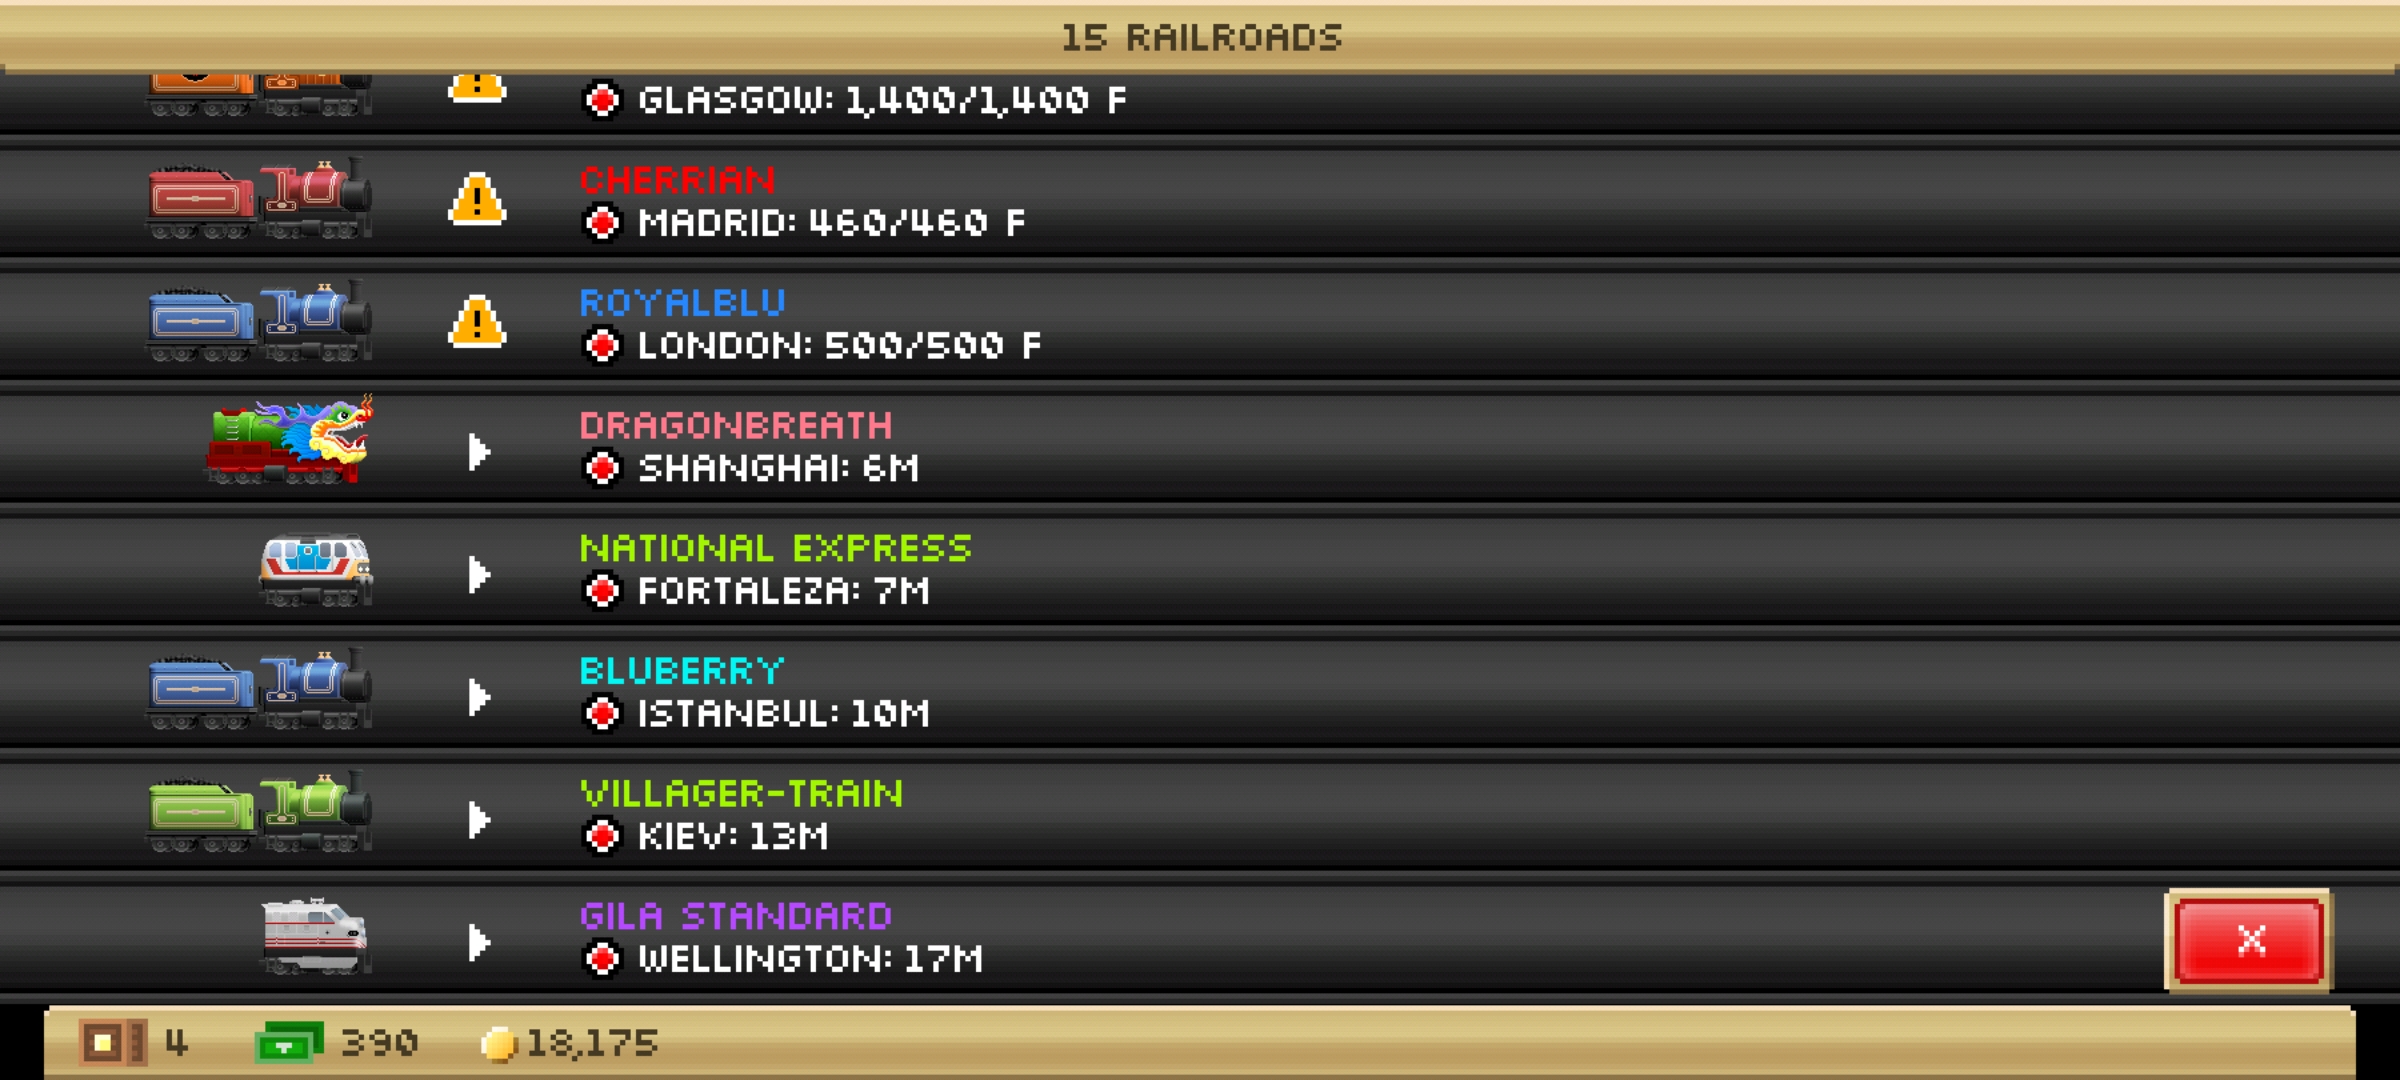 15 RAILROADS
GLASGOW: 1,400/1,400 F
CHERRIAN
MADRID: 460/460 F
ROYALBLU
LONDON: 500/500 F
DRAGONBREATH
SHANGHAI: 6M
NATIONAL EXPRESS
FORTALEZA: 7M
BLUBERRY
ISTANBUL: 10M
VILLAGER-TRAIN
KIEV: 13M
GILA STANDARD
WELLINGTON: 17M
X
4 390 18,175